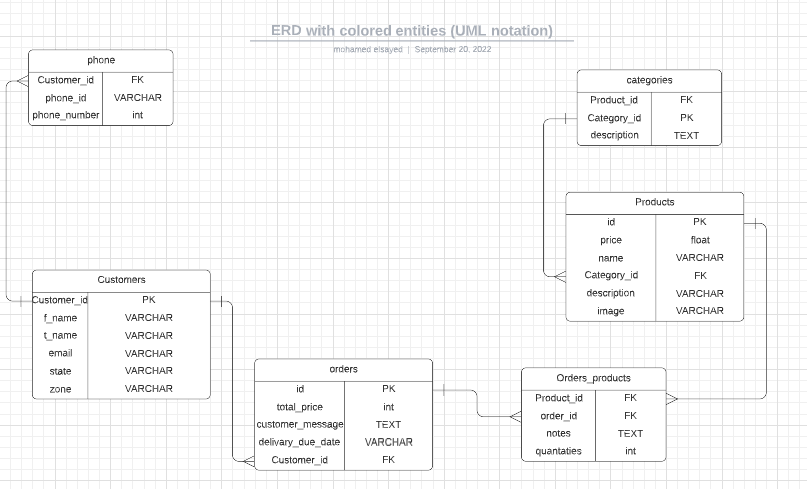 ERD with colored entities (UML notation)
mohamed elsayed | September 20, 2022
phone
Customer_id FK
phone_id VARCHAR
phone_number int
categories
Product_id FK
Category_id PK
description TEXT
Products
id PK
price float
name VARCHAR
Category_id FK
description VARCHAR
image VARCHAR
Customers
Customer_id PK
f_name VARCHAR
t_name VARCHAR
email VARCHAR
state VARCHAR
zone VARCHAR
orders
id PK
total_price int
customer_message TEXT
delivary_due_date VARCHAR
Customer_id FK
Orders_products
Product_id FK
order_id FK
notes TEXT
quantaties int